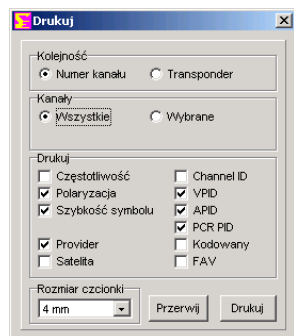 Drukuj
Kolejność
Numer kanału Transponder
Kanały
Wszystkie Wybrane
Drukuj
Częstotliwość Channel ID
Polaryzacja VPID
Szybkość symbolu APID
PCR PID
Provider Kodowany
Satelita FAV
Rozmiar czcionki
4 mm Przerwij Drukuj